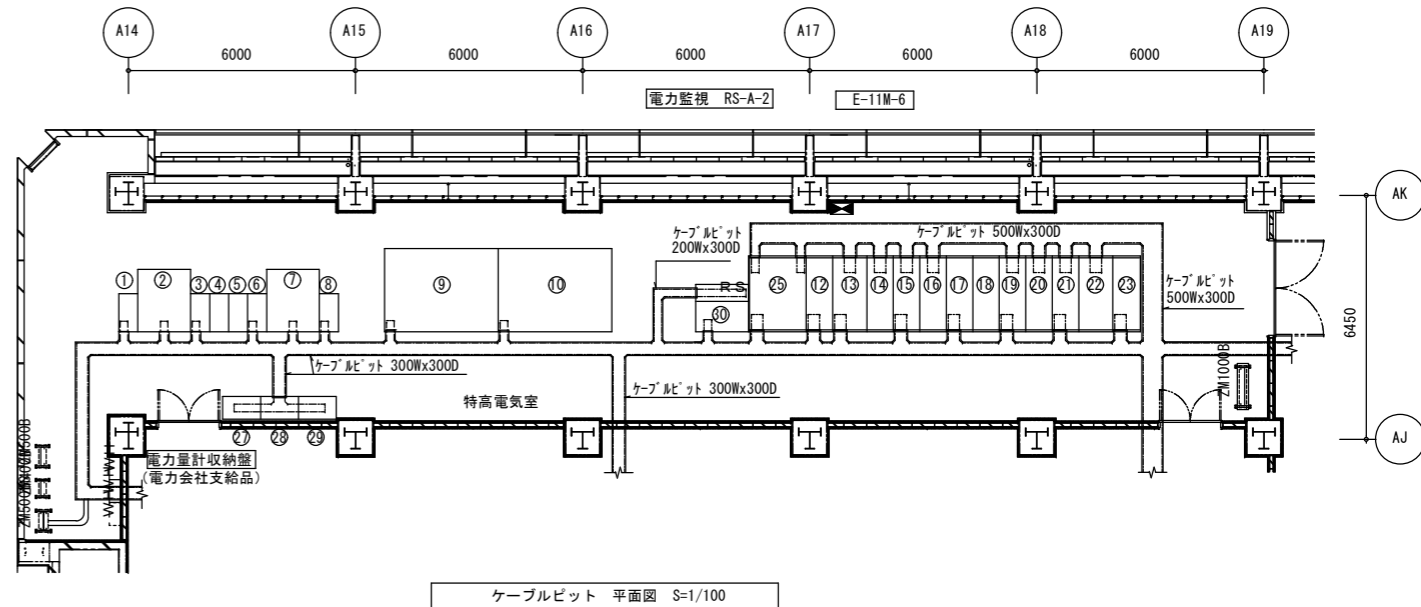 A14 A15 A16 A17 A18 A19
6000 6000 6000 6000 6000
電力監視 RS-A-2 E-11M-6
AK
ケーブルピット
200Wx300D
ケーブルピット 500Wx300D
ケーブルピット
500Wx300D
① ② ③ ④ ⑤ ⑥ ⑦ ⑧ ⑨ ⑩ RS ㉚ ㉕ ⑫ ⑬ ⑭ ⑮ ⑯ ⑰ ⑱ ⑲ ⑳ ㉑ ㉒ ㉓
6450
ケーブルピット 300Wx300D
ケーブルピット 300Wx300D
ZM1000B
特高電気室
㉗ ㉘ ㉙
AJ
電力量計収納盤
(電力会社支給品)
ケーブルピット 平面図 S=1/100